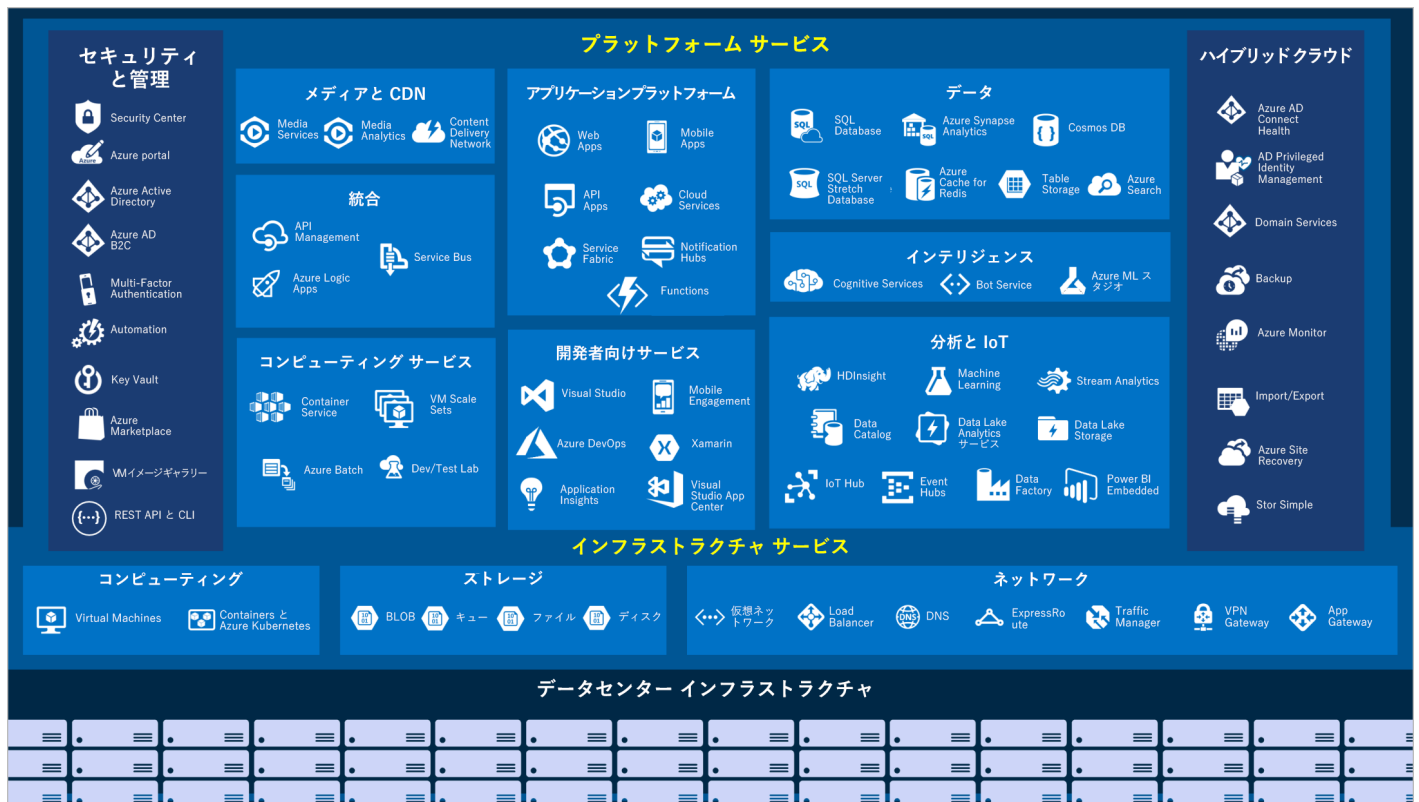 プラットフォーム サービス
セキュリティ
と管理
Security Center
Azure portal
Azure
Azure Active
Directory
Azure AD
B2C
Multi-Factor
Authentication
Automation
Key Vault
Azure
Marketplace
VMイメージギャラリー
REST API と CLI
メディアと CDN
Media
Services
Media
Analytics
Content
Delivery
Network
統合
API
Management
Service Bus
Azure Logic
Apps
コンピューティング サービス
Container
Service
VM Scale
Sets
Azure Batch
Dev/Test Lab
アプリケーションプラットフォーム
Web
Apps
Mobile
Apps
API
Apps
Cloud
Services
Service
Fabric
Notification
Hubs
Functions
開発者向けサービス
Visual Studio
Mobile
Engagement
Azure DevOps
Xamarin
Application
Insights
Visual
Studio App
Center
データ
SQL
SQL
Database
SQL
Azure Synapse
Analytics
Cosmos DB
SQL
SQL Server
Stretch
Database
Azure
Cache for
Redis
Table
Storage
Azure
Search
インテリジェンス
Cognitive Services
Bot Service
Azure ML ス
タジオ
分析と IoT
HDInsight
Machine
Learning
Stream Analytics
Data
Catalog
Data Lake
Analytics
サービス
Data Lake
Storage
IoT Hub
Event
Hubs
Data
Factory
Power BI
Embedded
ハイブリッド クラウド
Azure AD
Connect
Health
AD Privileged
Identity
Management
Domain Services
Backup
Azure Monitor
Import/Export
Azure Site
Recovery
Stor Simple
インフラストラクチャ サービス
コンピューティング
Virtual Machines
Containers と
Azure Kubernetes
ストレージ
10
01
BLOB
10
01
キュー
10
01
ファイル
10
01
ディスク
ネットワーク
仮想ネッ
トワーク
Load
Balancer
DNS
DNS
ExpressRo
ute
Traffic
Manager
VPN
Gateway
App
Gateway
データセンター インフラストラクチャ